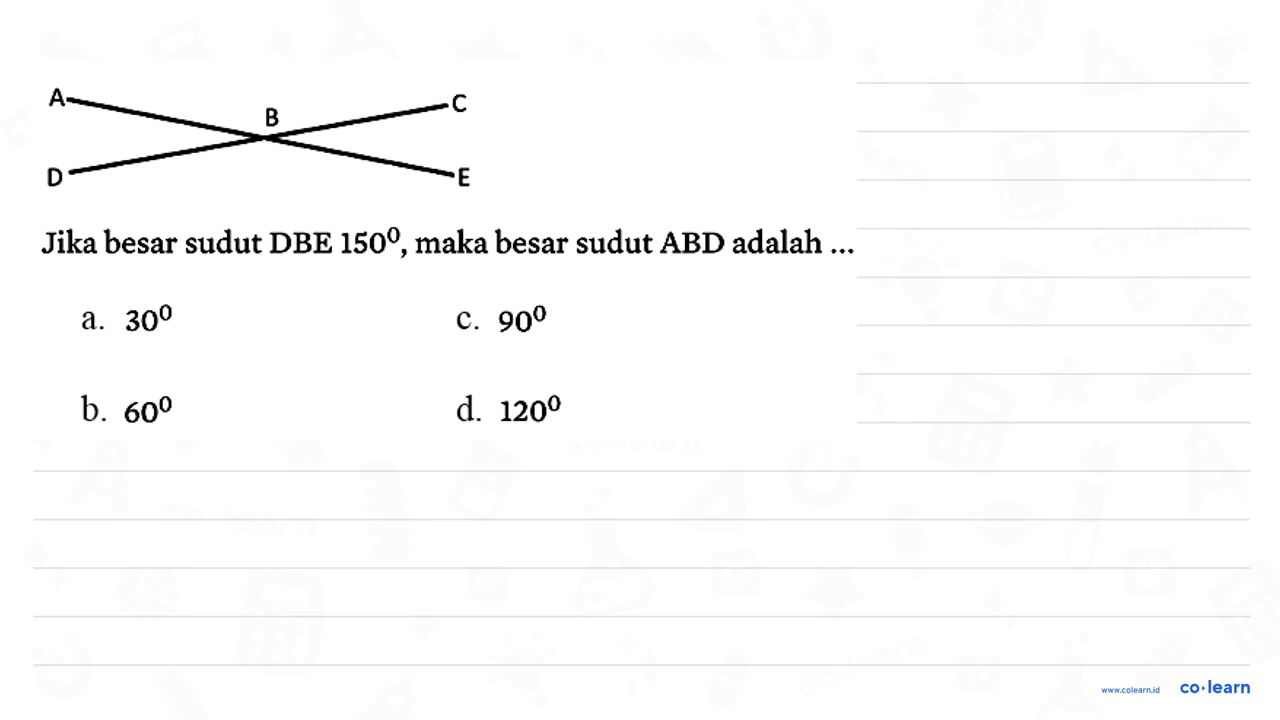 A
B
C
D
E
Jika besar sudut DBE 150⁰, maka besar sudut ABD adalah ...
a. 30⁰ c. 90⁰
b. 60⁰ d. 120⁰
www.colearn.id co·learn